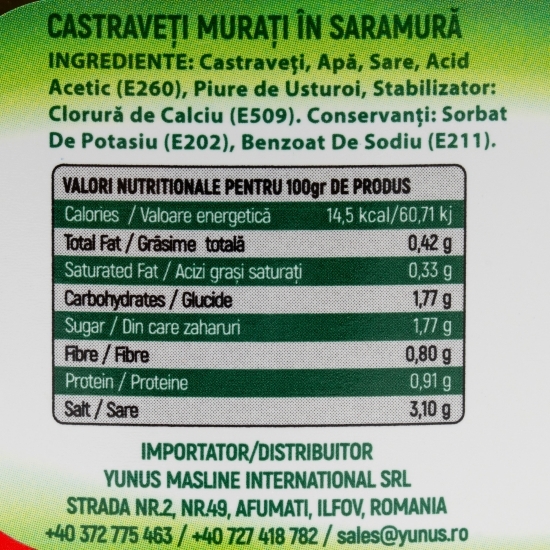 CASTRAVEȚI MURAȚI ÎN SARAMURĂ
INGREDIENTE: Castraveți, Apă, Sare, Acid
Acetic (E260), Piure de Usturoi, Stabilizator:
Clorură de Calciu (E509). Conservanți: Sorbat
De Potasiu (E202), Benzoat De Sodiu (E211).
VALORI NUTRITIONALE PENTRU 100gr DE PRODUS
Calories / Valoare energetică 14,5 kcal/60,71 kj
Total Fat / Grăsime totală 0,42 g
Saturated Fat / Acizi grași saturați 0,33 g
Carbohydrates / Glucide 1,77 g
Sugar / Din care zaharuri 1,77 g
Fibre / Fibre 0,80 g
Protein / Proteine 0,91 g
Salt / Sare 3,10 g
IMPORTATOR/DISTRIBUITOR
YUNUS MASLINE INTERNATIONAL SRL
STRADA NR.2, NR.49, AFUMATI, ILFOV, ROMANIA
+40 372 775 463 / +40 727 418 782 / sales@yunus.ro